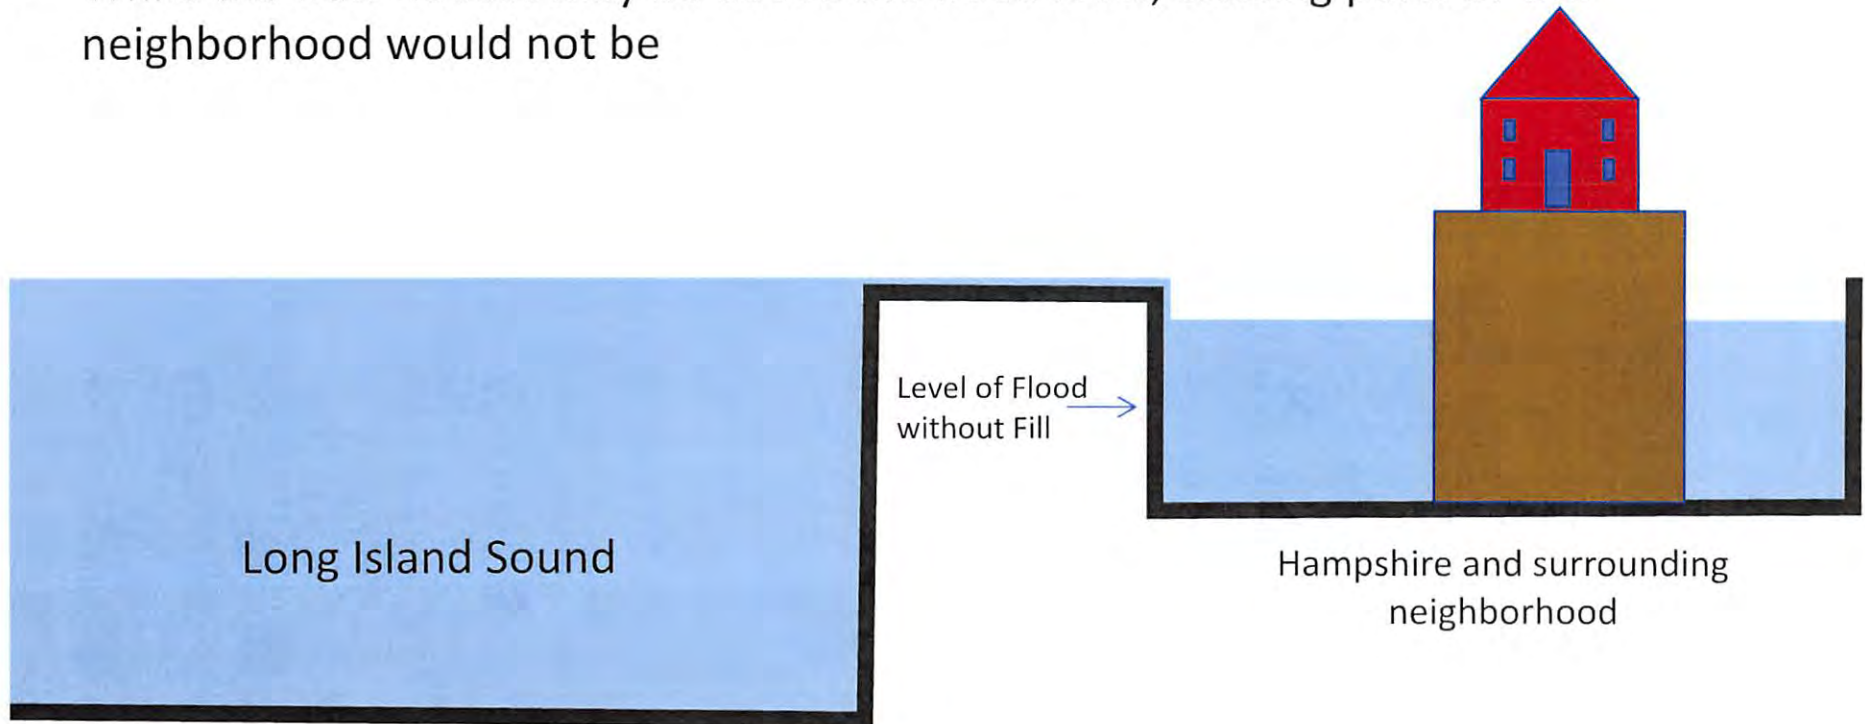 neighborhood would not be
Level of Flood
without Fill
Long Island Sound
Hampshire and surrounding
neighborhood